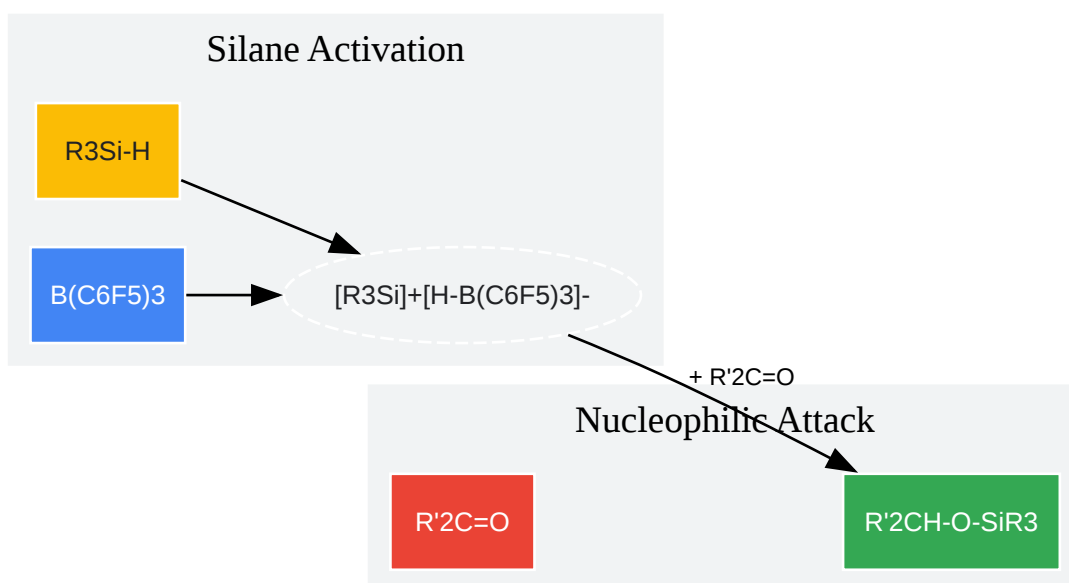 Silane Activation
R3Si-H
B(C6F5)3
[R3Si]+[H-B(C6F5)3]-
+ R'2C=O
Nucleophilic Attack
R'2C=O
R'2CH-O-SiR3